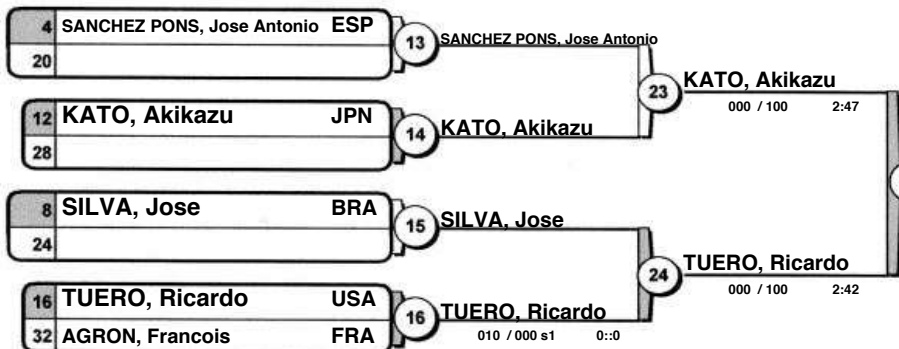 4 SANCHEZ PONS, Jose Antonio ESP
20
13
SANCHEZ PONS, Jose Antonio
12 KATO, Akikazu JPN
28
14
KATO, Akikazu
23
KATO, Akikazu
000 / 100 2:47
8 SILVA, Jose BRA
24
15
SILVA, Jose
16 TUERO, Ricardo USA
32 AGRON, Francois FRA
16
TUERO, Ricardo
010 / 000 s1 0::0
24
TUERO, Ricardo
000 / 100 2:42